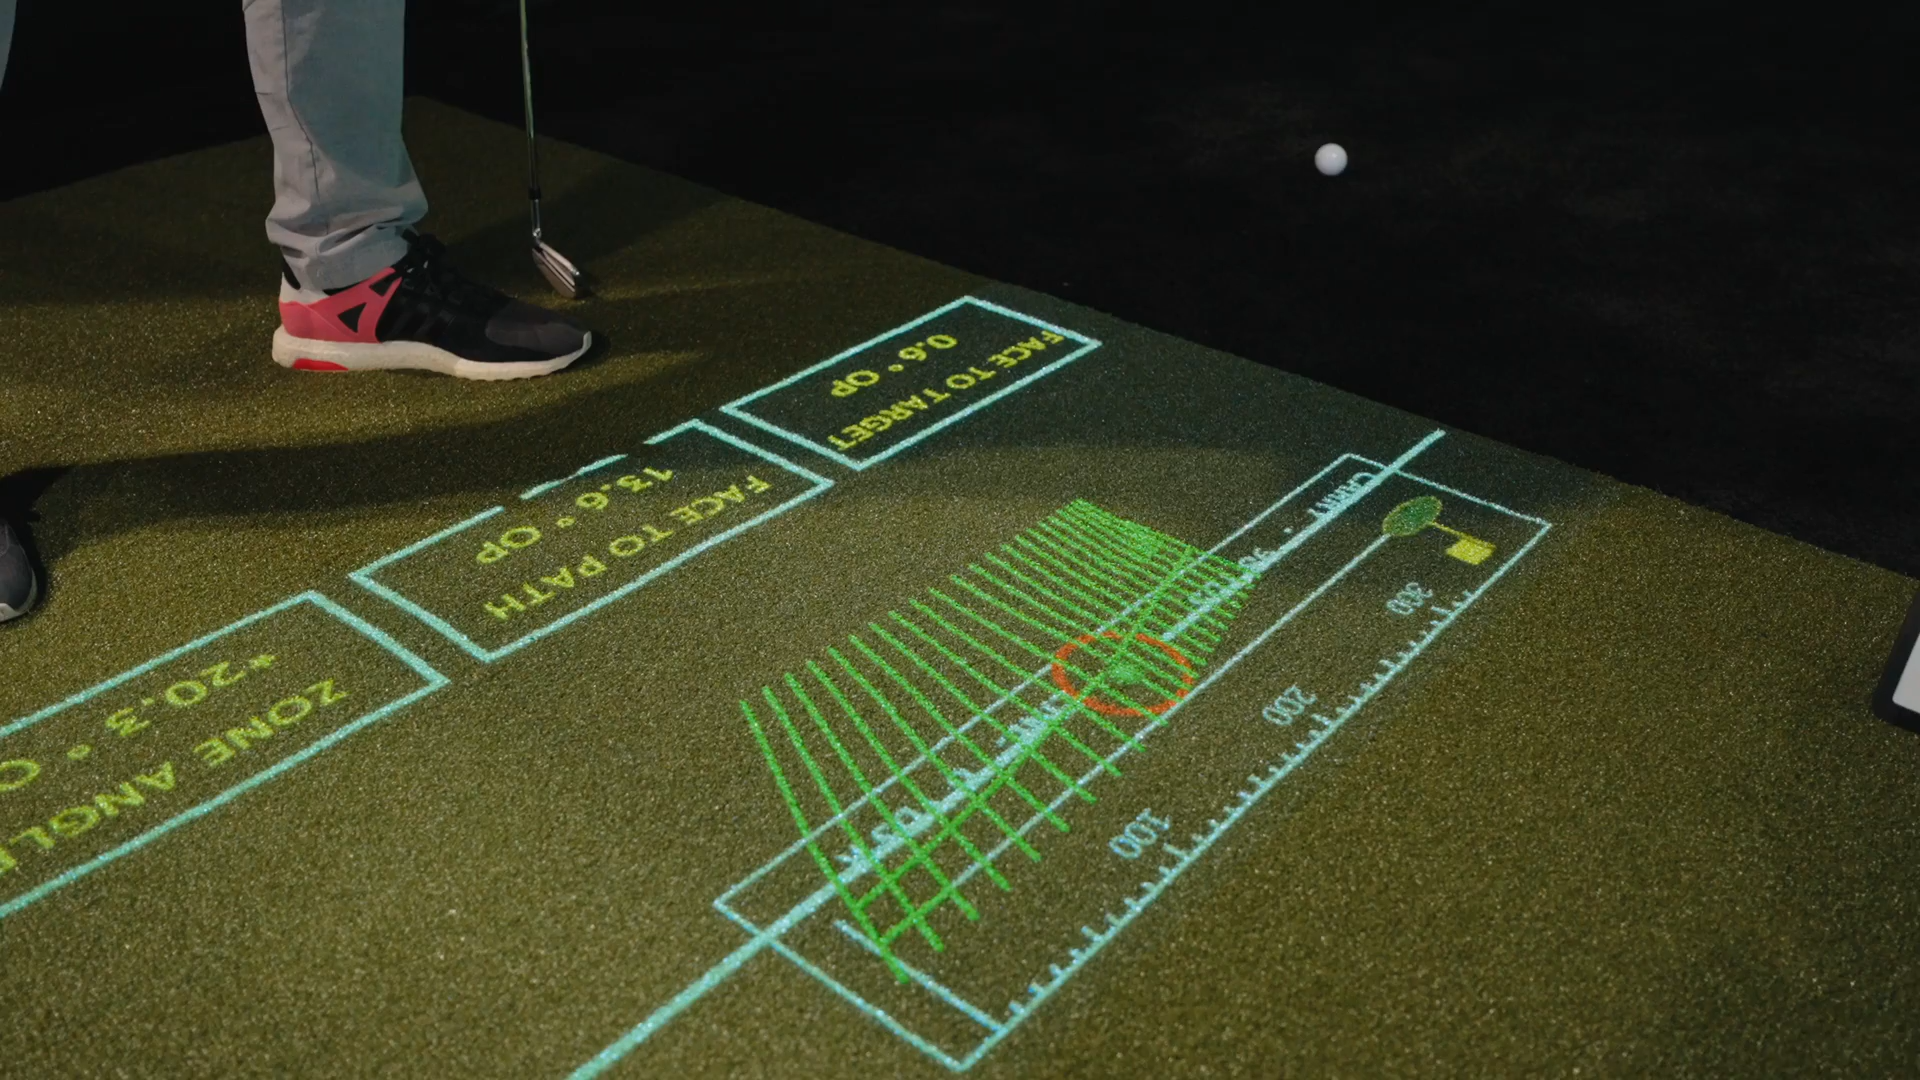 FACE TO TARGET
0.6° OP
FACE TO PATH
13.6° OP
ZONE ANGLE
+20.3 °
CARRY -
300
200
100